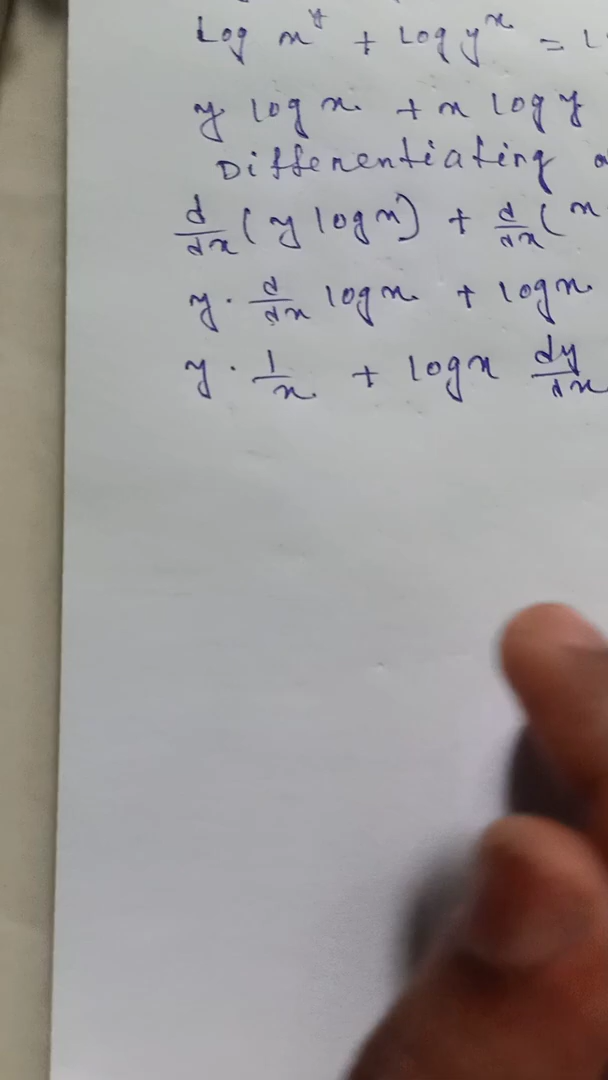 Log x^y + Log y^x = L
y log x + x log y
Differentiating
d/dx (y log x) + d/dx (x
y · d/dx log x + log x
y · 1/x + log x dy/dx